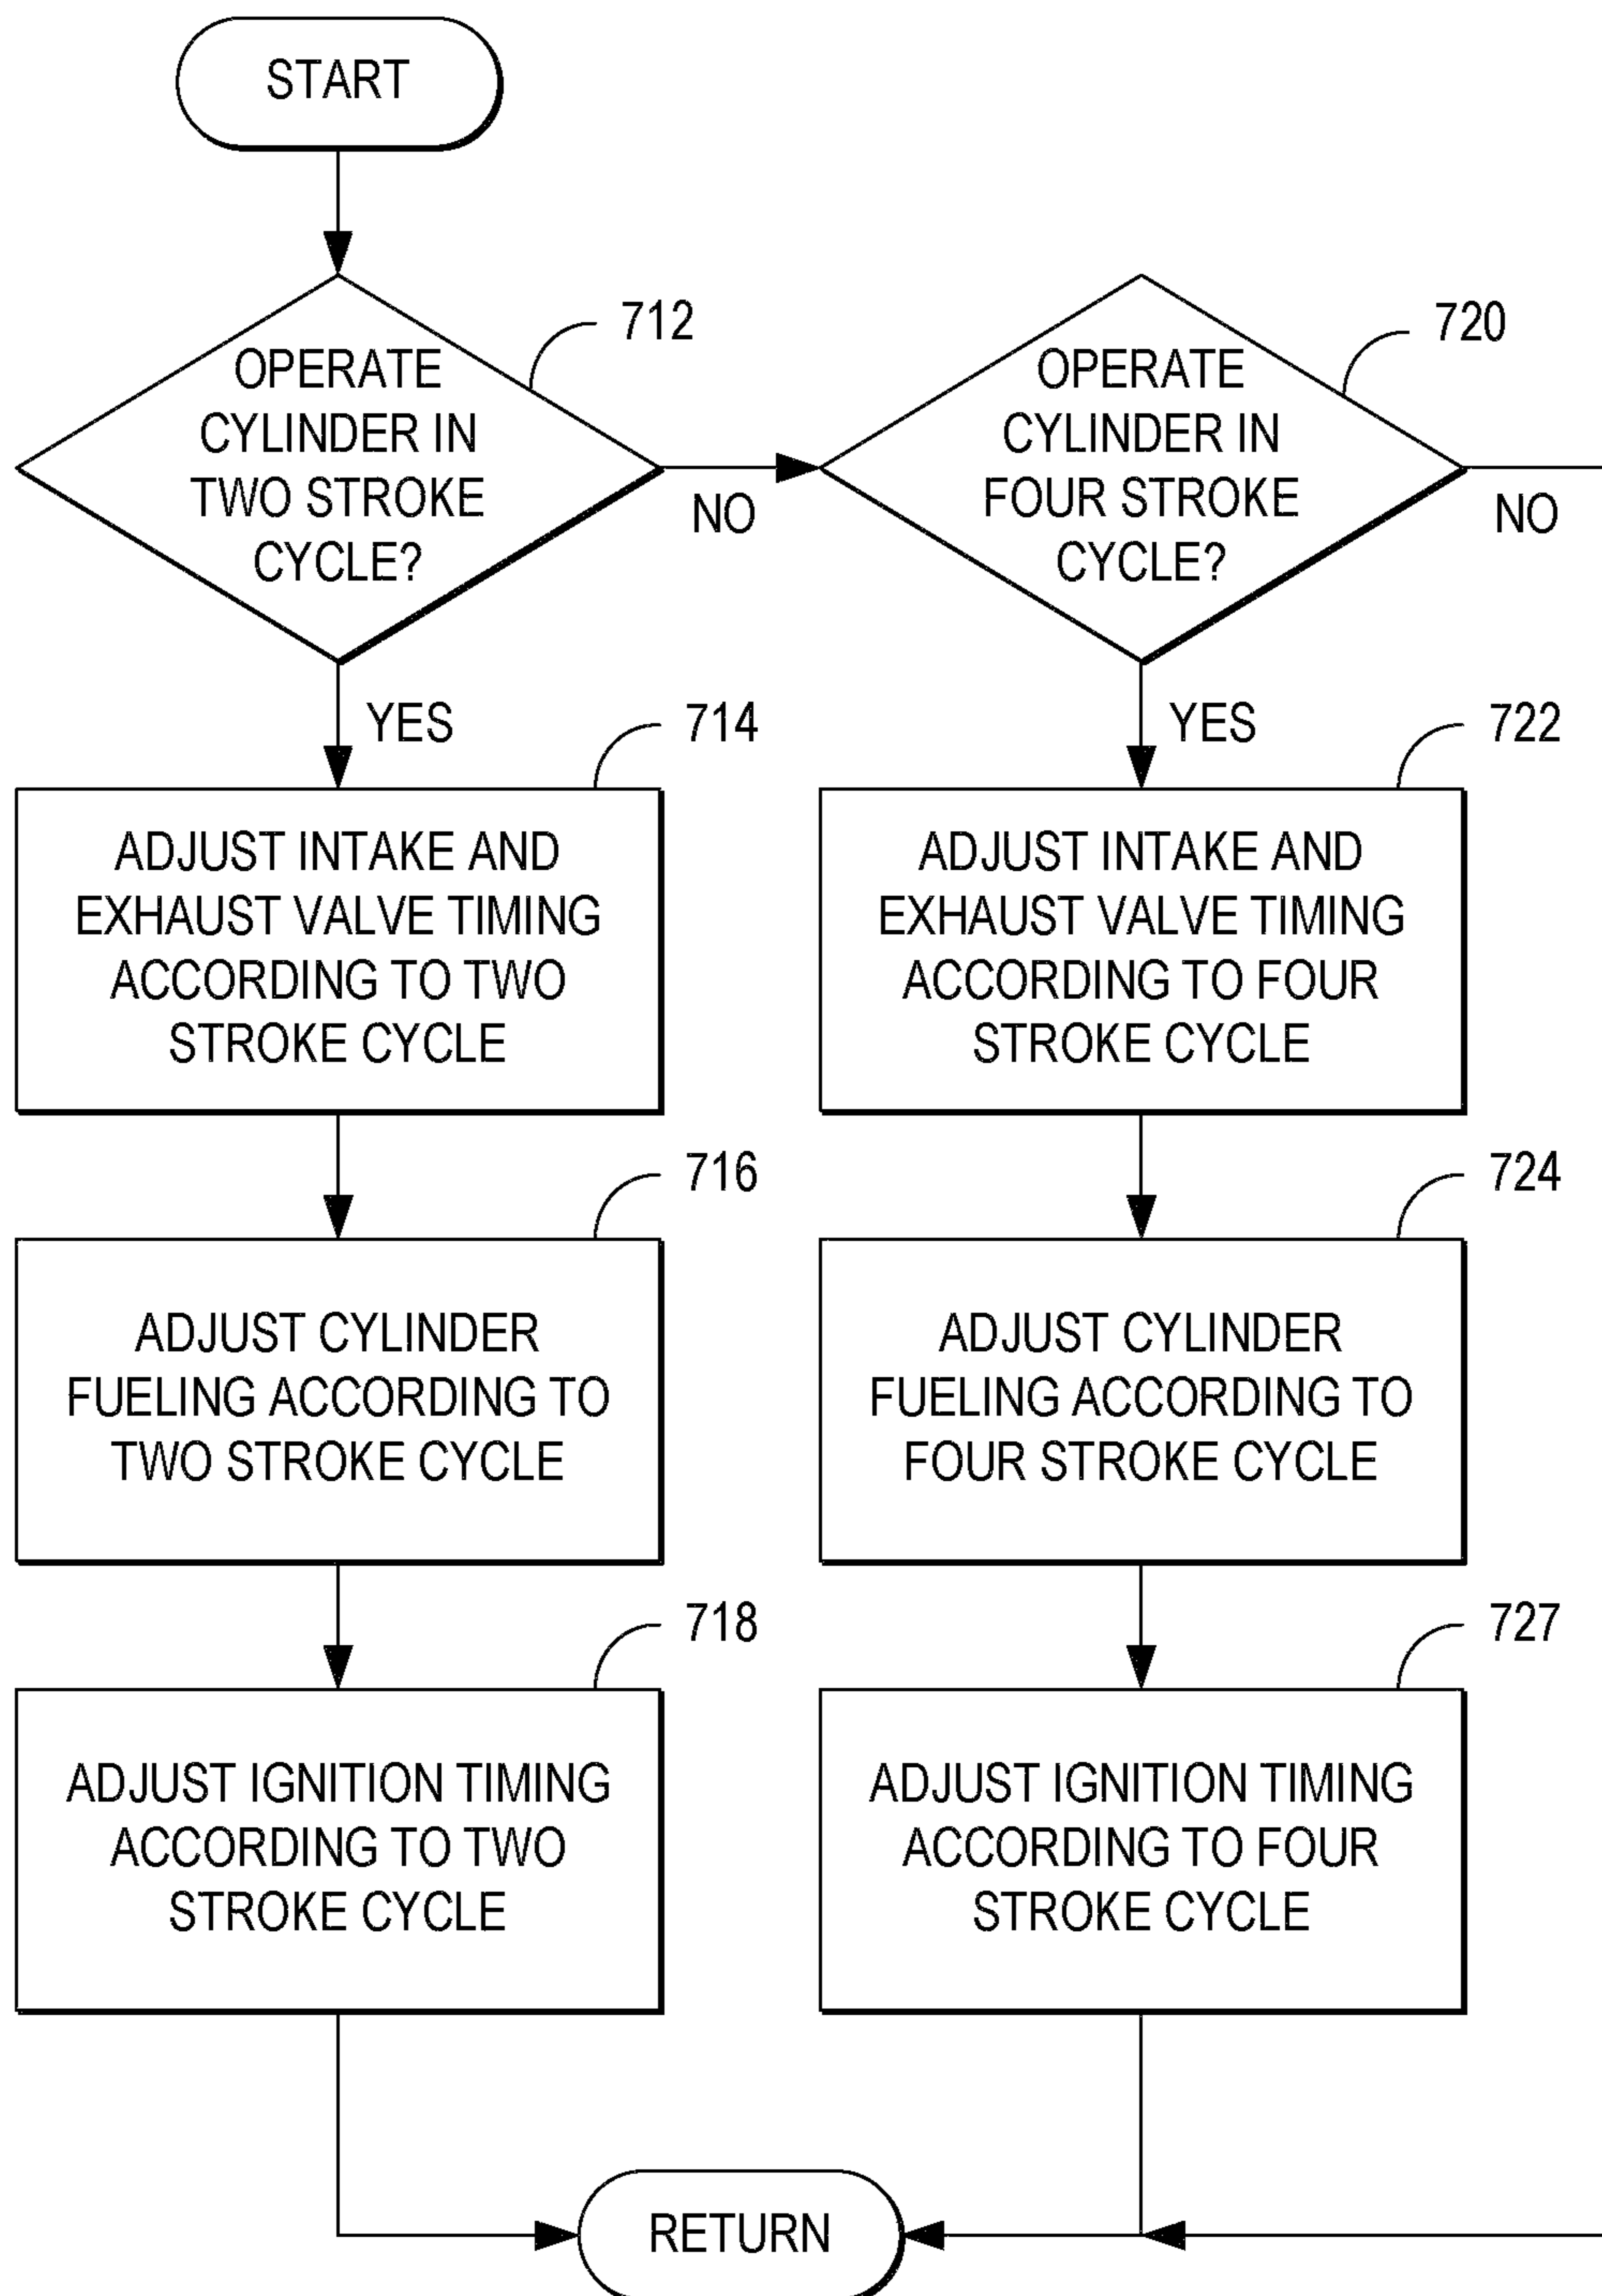 START
712
OPERATE
CYLINDER IN
TWO STROKE
CYCLE?
NO
YES
714
ADJUST INTAKE AND
EXHAUST VALVE TIMING
ACCORDING TO TWO
STROKE CYCLE
716
ADJUST CYLINDER
FUELING ACCORDING TO
TWO STROKE CYCLE
718
ADJUST IGNITION TIMING
ACCORDING TO TWO
STROKE CYCLE
720
OPERATE
CYLINDER IN
FOUR STROKE
CYCLE?
NO
YES
722
ADJUST INTAKE AND
EXHAUST VALVE TIMING
ACCORDING TO FOUR
STROKE CYCLE
724
ADJUST CYLINDER
FUELING ACCORDING TO
FOUR STROKE CYCLE
727
ADJUST IGNITION TIMING
ACCORDING TO FOUR
STROKE CYCLE
RETURN